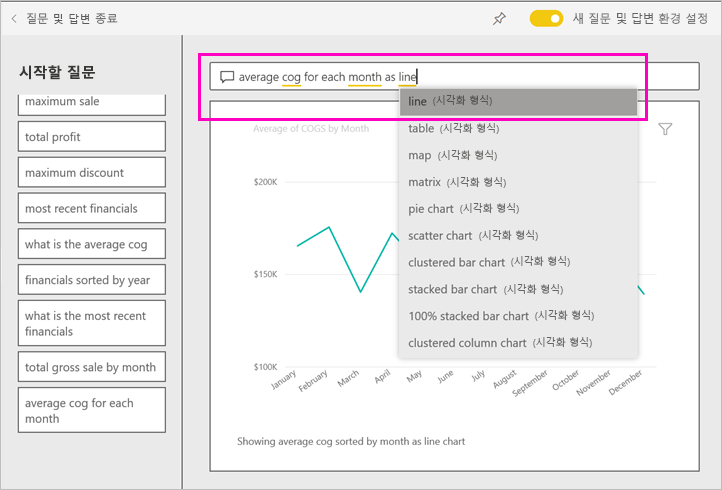 질문 및 답변 종료
새 질문 및 답변 환경 설정
시작할 질문
maximum sale
total profit
maximum discount
most recent financials
what is the average cog
financials sorted by year
what is the most recent
financials
total gross sale by month
average cog for each
month
average cog for each month as line
line (시각화 형식)
table (시각화 형식)
map (시각화 형식)
matrix (시각화 형식)
pie chart (시각화 형식)
scatter chart (시각화 형식)
clustered bar chart (시각화 형식)
stacked bar chart (시각화 형식)
100% stacked bar chart (시각화 형식)
clustered column chart (시각화 형식)
Average of COGS by Month
$200K
$150K
$100K
January
February
March
April
May
June
July
August
September
October
November
December
Showing average cog sorted by month as line chart